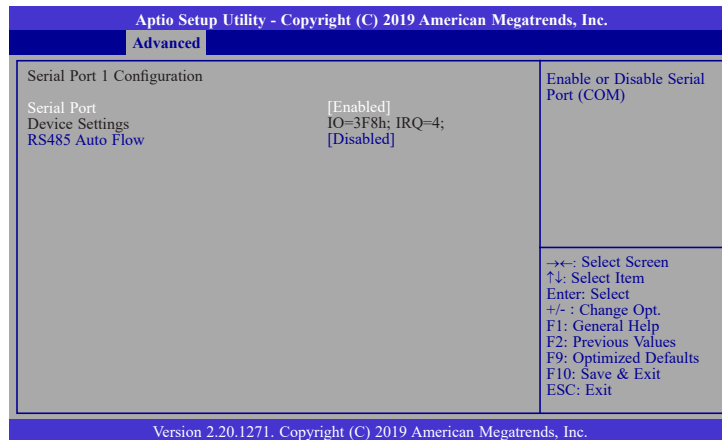 Aptio Setup Utility - Copyright (C) 2019 American Megatrends, Inc.
Advanced
Serial Port 1 Configuration
Serial Port [Enabled]
Device Settings IO=3F8h; IRQ=4;
RS485 Auto Flow [Disabled]
Enable or Disable Serial
Port (COM)
→←: Select Screen
↑↓: Select Item
Enter: Select
+/- : Change Opt.
F1: General Help
F2: Previous Values
F9: Optimized Defaults
F10: Save & Exit
ESC: Exit
Version 2.20.1271. Copyright (C) 2019 American Megatrends, Inc.